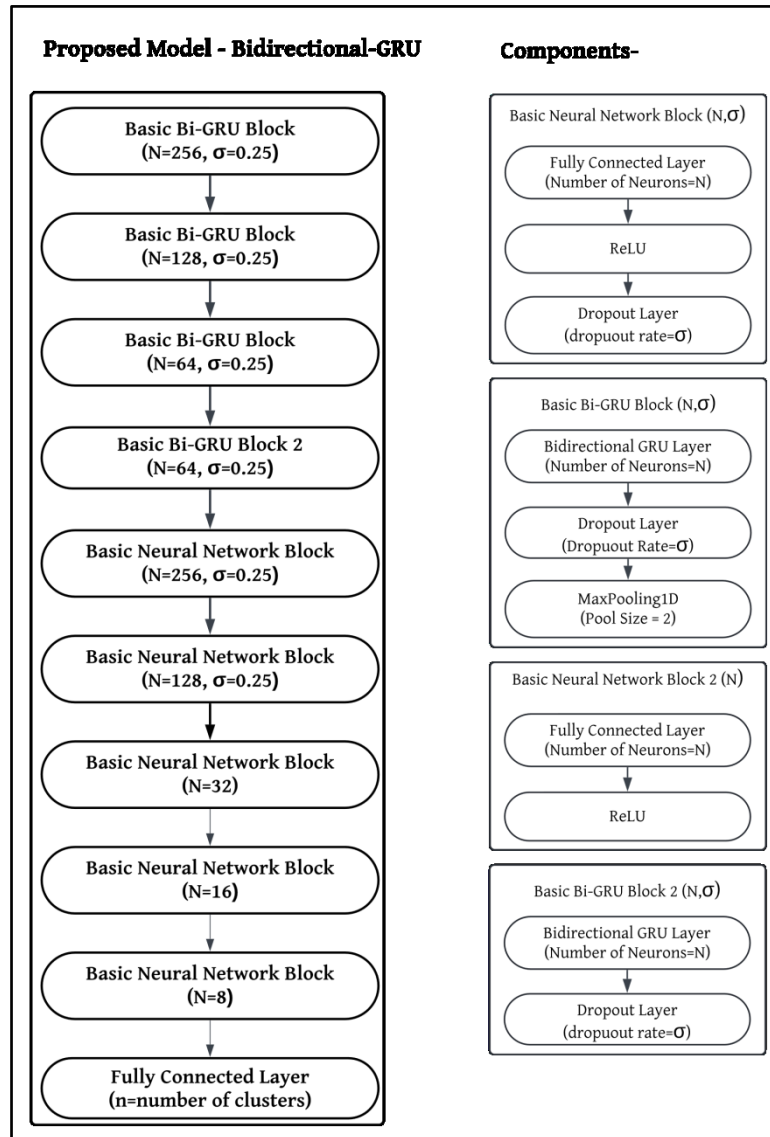 Proposed Model - Bidirectional-GRU
Basic Bi-GRU Block
(N=256, σ=0.25)
Basic Bi-GRU Block
(N=128, σ=0.25)
Basic Bi-GRU Block
(N=64, σ=0.25)
Basic Bi-GRU Block 2
(N=64, σ=0.25)
Basic Neural Network Block
(N=256, σ=0.25)
Basic Neural Network Block
(N=128, σ=0.25)
Basic Neural Network Block
(N=32)
Basic Neural Network Block
(N=16)
Basic Neural Network Block
(N=8)
Fully Connected Layer
(n=number of clusters)
Components-
Basic Neural Network Block (N,σ)
Fully Connected Layer
(Number of Neurons=N)
ReLU
Dropout Layer
(dropuout rate=σ)
Basic Bi-GRU Block (N,σ)
Bidirectional GRU Layer
(Number of Neurons=N)
Dropout Layer
(Dropuout Rate=σ)
MaxPooling1D
(Pool Size = 2)
Basic Neural Network Block 2 (N)
Fully Connected Layer
(Number of Neurons=N)
ReLU
Basic Bi-GRU Block 2 (N,σ)
Bidirectional GRU Layer
(Number of Neurons=N)
Dropout Layer
(dropuout rate=σ)